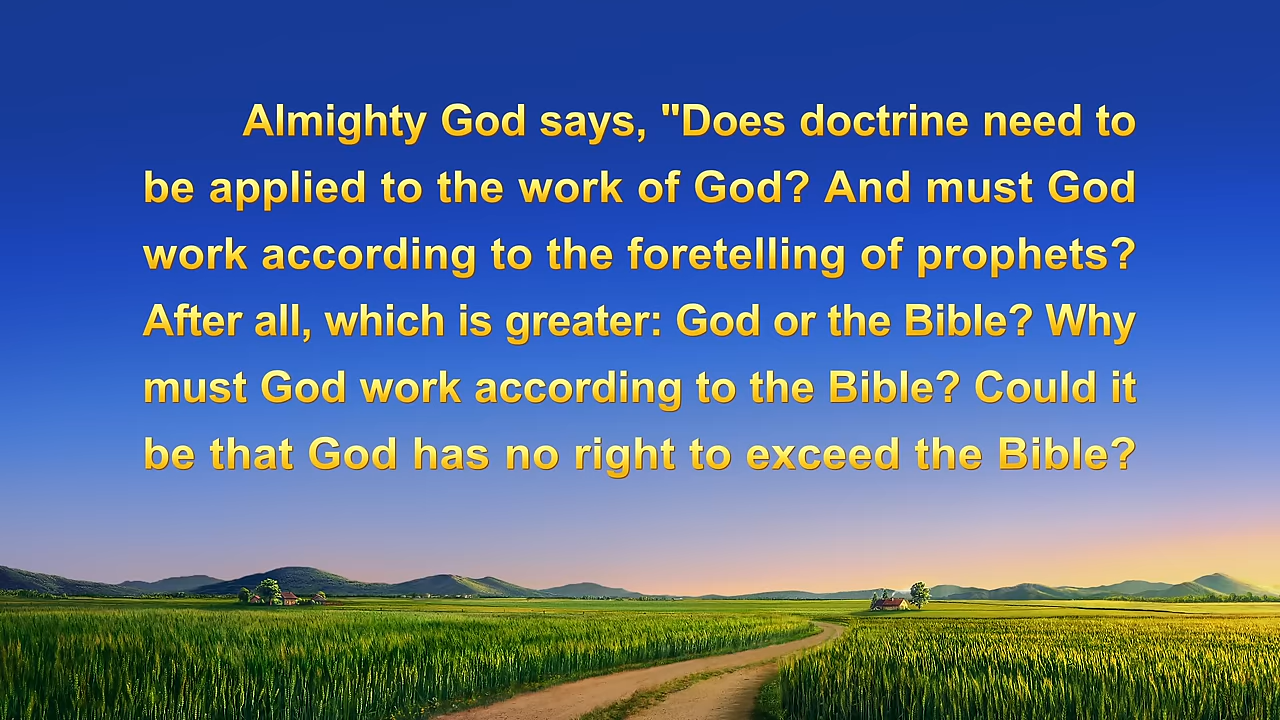 Almighty God says, "Does doctrine need to
be applied to the work of God? And must God
work according to the foretelling of prophets?
After all, which is greater: God or the Bible? Why
must God work according to the Bible? Could it
be that God has no right to exceed the Bible?